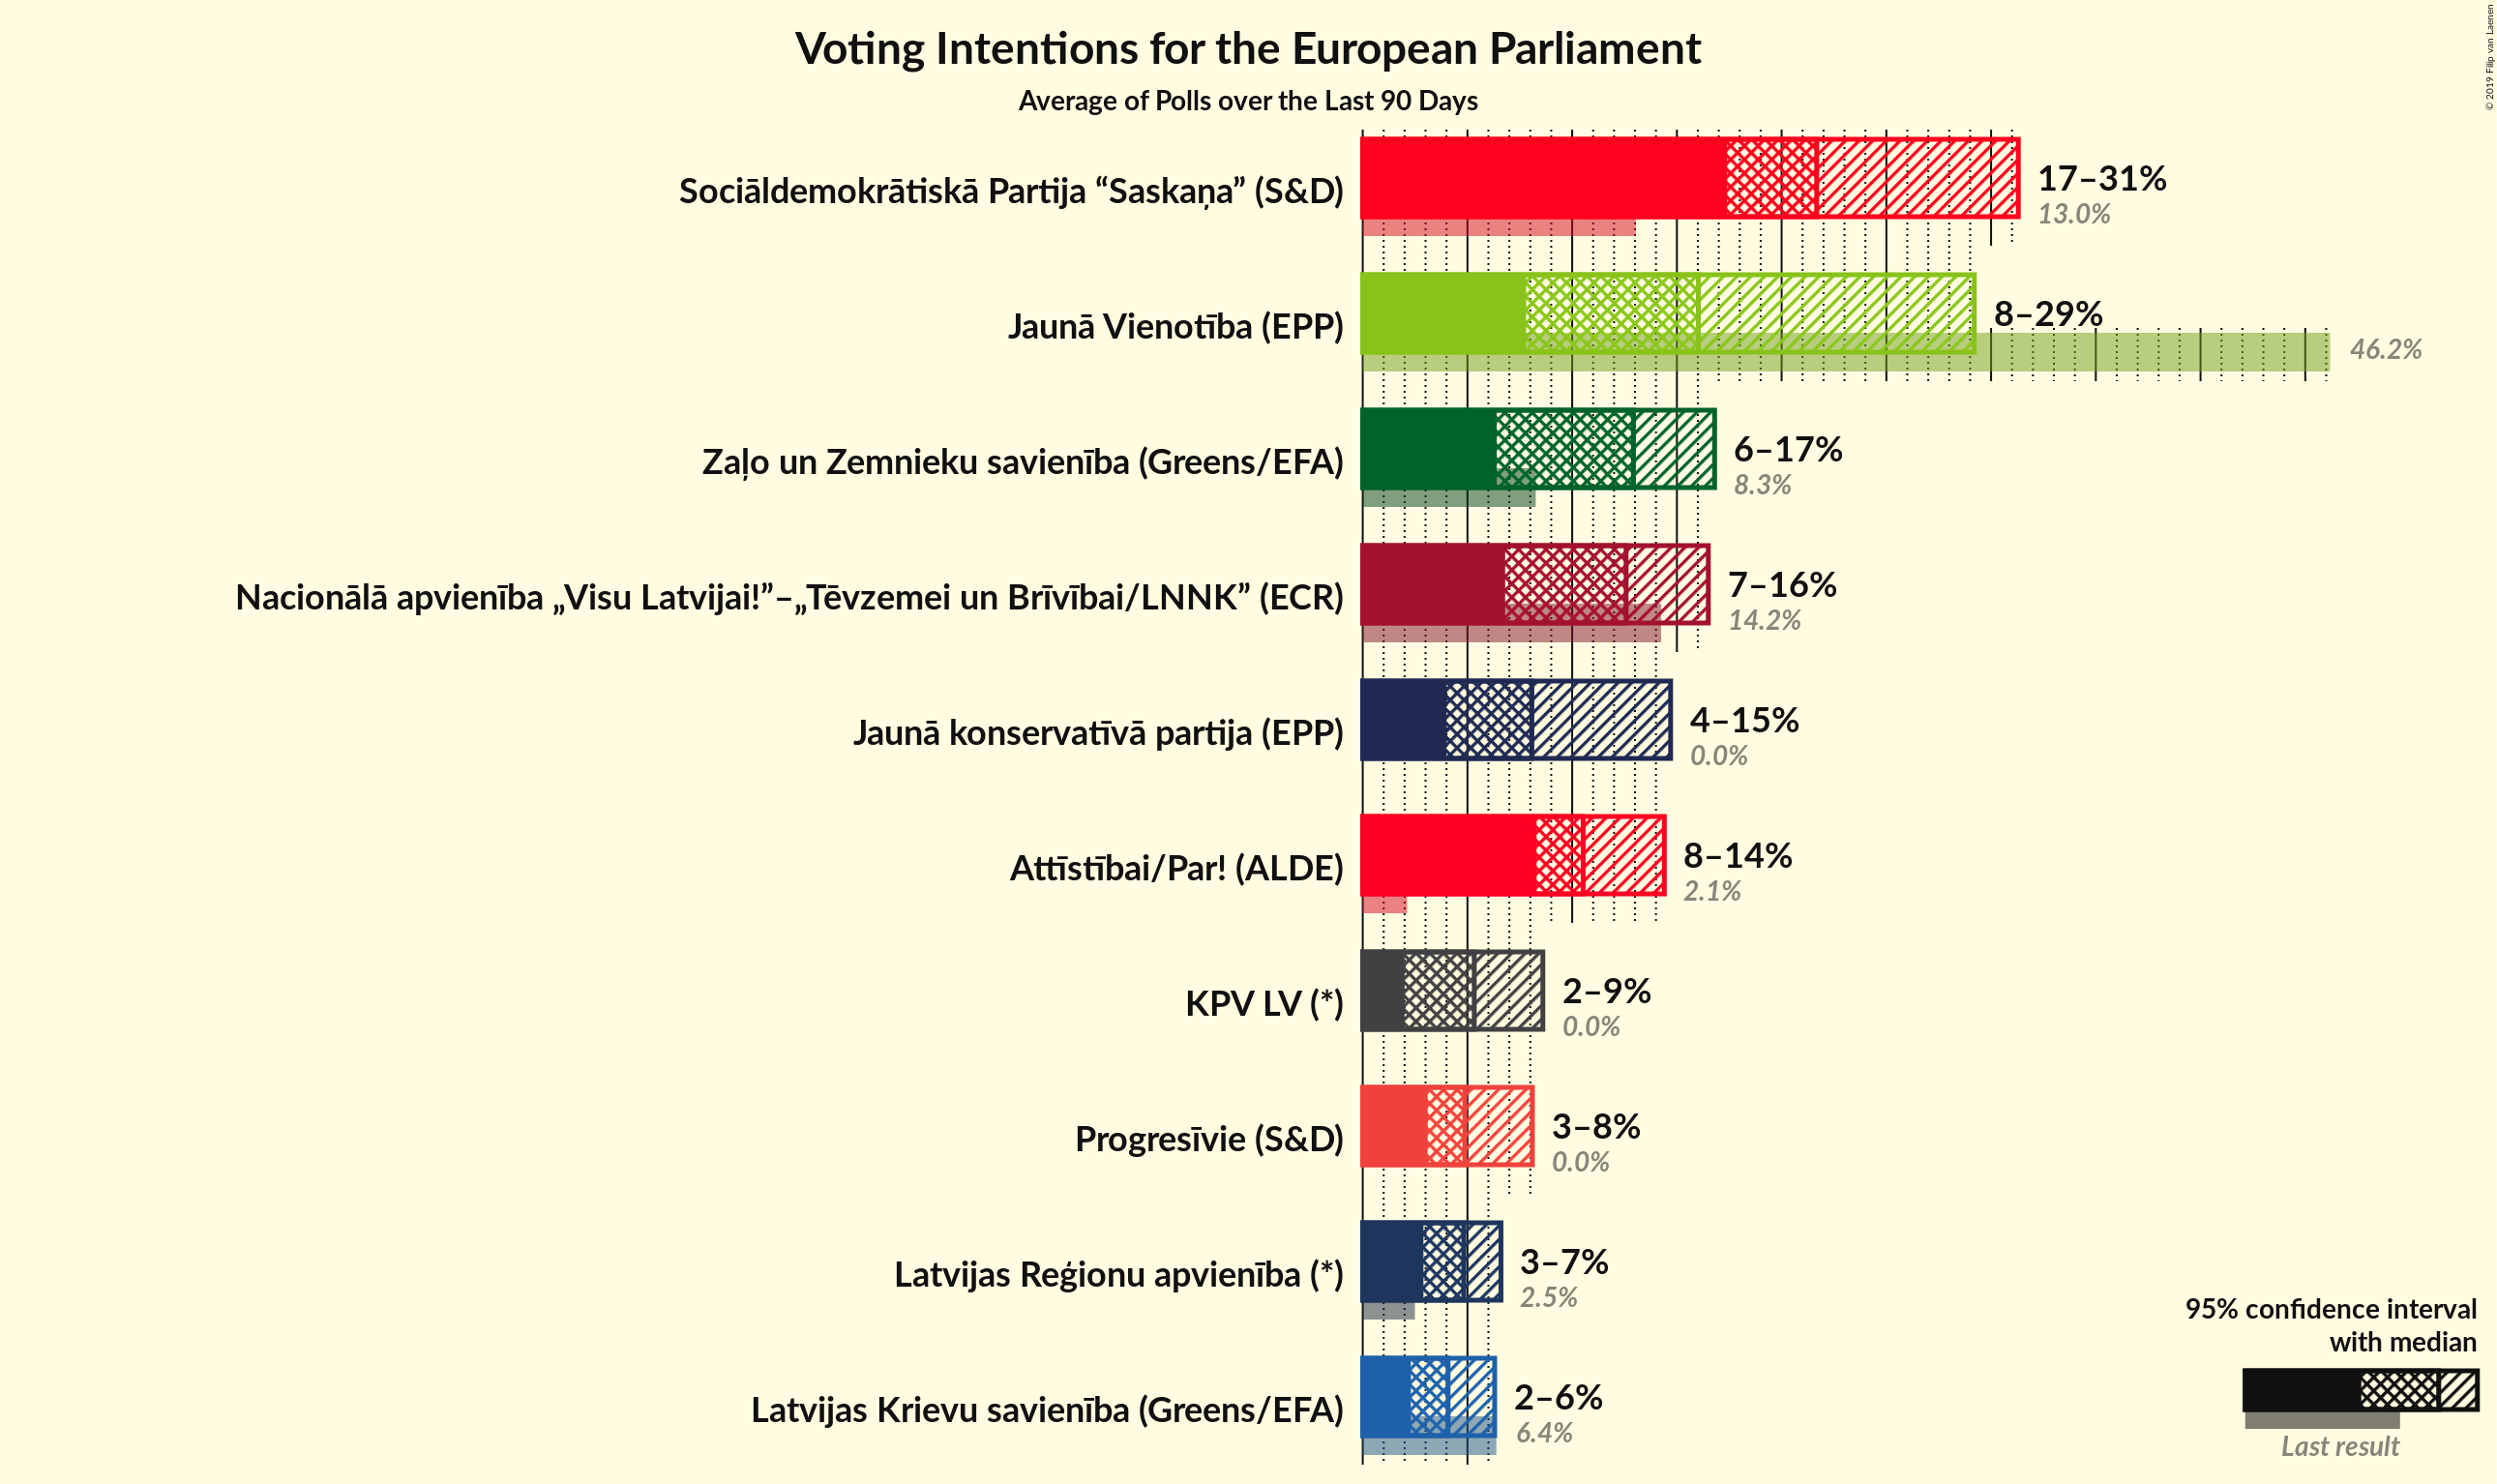 Voting Intentions for the European Parliament
Average of Polls over the Last 90 Days
© 2019 Filip van Laenen
Sociāldemokrātiskā Partija “Saskaņa” (S&D)
17–31%
13.0%
Jaunā Vienotība (EPP)
8–29%
46.2%
Zaļo un Zemnieku savienība (Greens/EFA)
6–17%
8.3%
Nacionālā apvienība „Visu Latvijai!”–„Tēvzemei un Brīvībai/LNNK” (ECR)
7–16%
14.2%
Jaunā konservatīvā partija (EPP)
4–15%
0.0%
Attīstībai/Par! (ALDE)
8–14%
2.1%
KPV LV (*)
2–9%
0.0%
Progresīvie (S&D)
3–8%
0.0%
Latvijas Reģionu apvienība (*)
3–7%
2.5%
Latvijas Krievu savienība (Greens/EFA)
2–6%
6.4%
95% confidence interval
with median
Last result